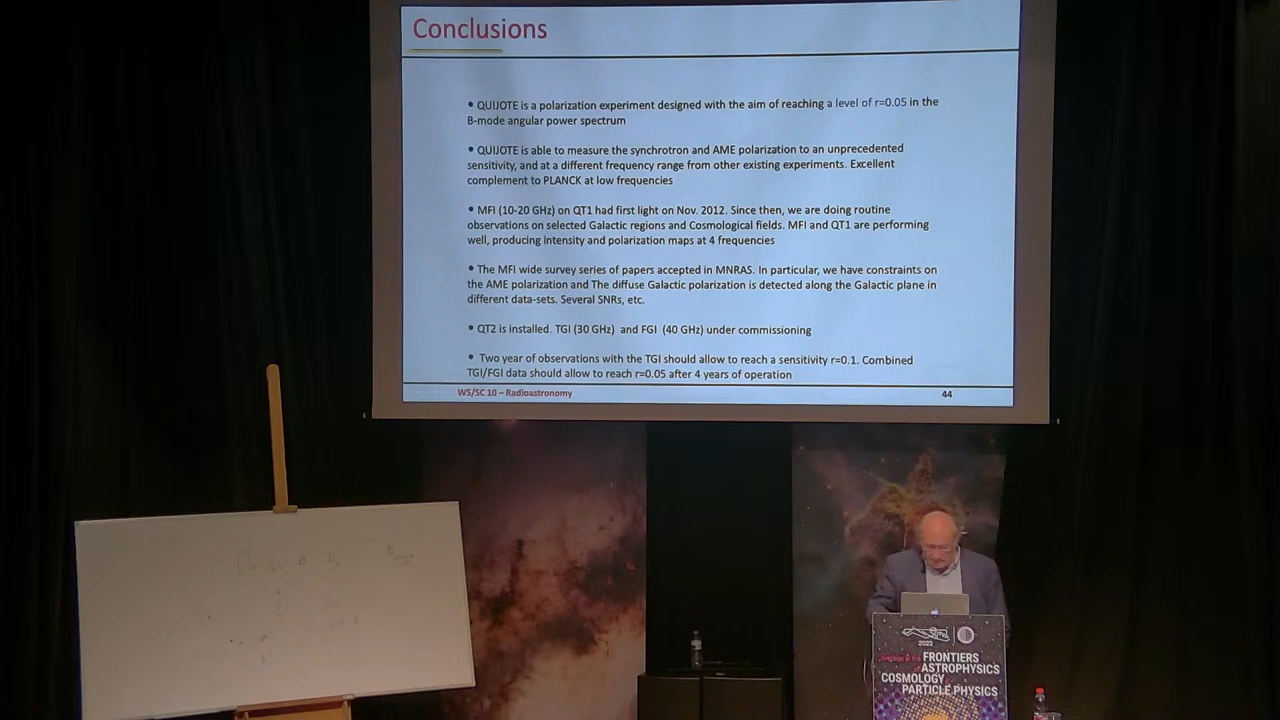 Conclusions
• QUIJOTE is a polarization experiment designed with the aim of reaching a level of r=0.05 in the
B-mode angular power spectrum
• QUIJOTE is able to measure the synchrotron and AME polarization to an unprecedented
sensitivity, and at a different frequency range from other existing experiments. Excellent
complement to PLANCK at low frequencies
• MFI (10-20 GHz) on QT1 had first light on Nov. 2012. Since then, we are doing routine
observations on selected Galactic regions and Cosmological fields. MFI and QT1 are performing
well, producing intensity and polarization maps at 4 frequencies
• The MFI wide survey series of papers accepted in MNRAS. In particular, we have constraints on
the AME polarization and The diffuse Galactic polarization is detected along the Galactic plane in
different data-sets. Several SNRs, etc.
• QT2 is installed. TGI (30 GHz) and FGI (40 GHz) under commissioning
• Two year of observations with the TGI should allow to reach a sensitivity r=0.1. Combined
TGI/FGI data should allow to reach r=0.05 after 4 years of operation
WS/SC 10 – Radioastronomy
44
2022
FRONTIERS
of ASTROPHYSICS
COSMOLOGY
PARTICLE PHYSICS